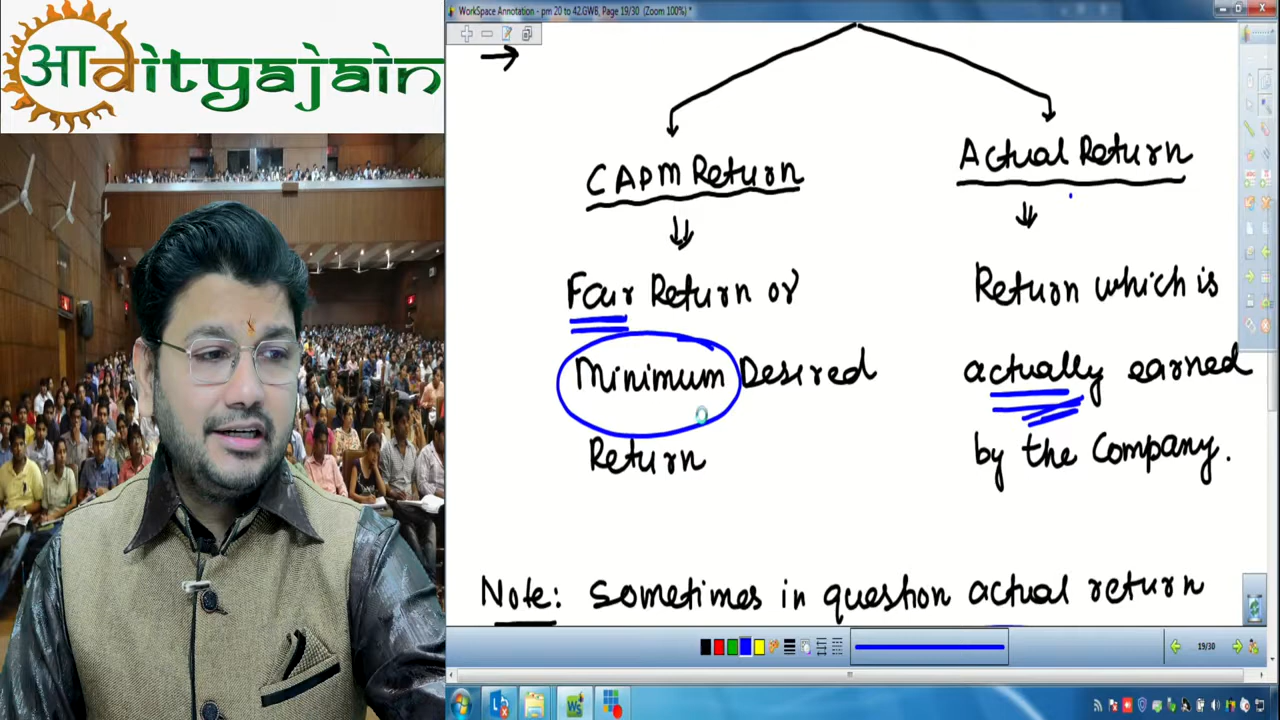 WorkSpace Annotation - pm 20 to 42.GWB, Page 19/30 (Zoom 100%) *
आdityajain
CAPM Return
Actual Return
Fair Return or
Minimum Desired
Return
Return which is
actually earned
by the Company.
Note: Sometimes in question actual return
19/30